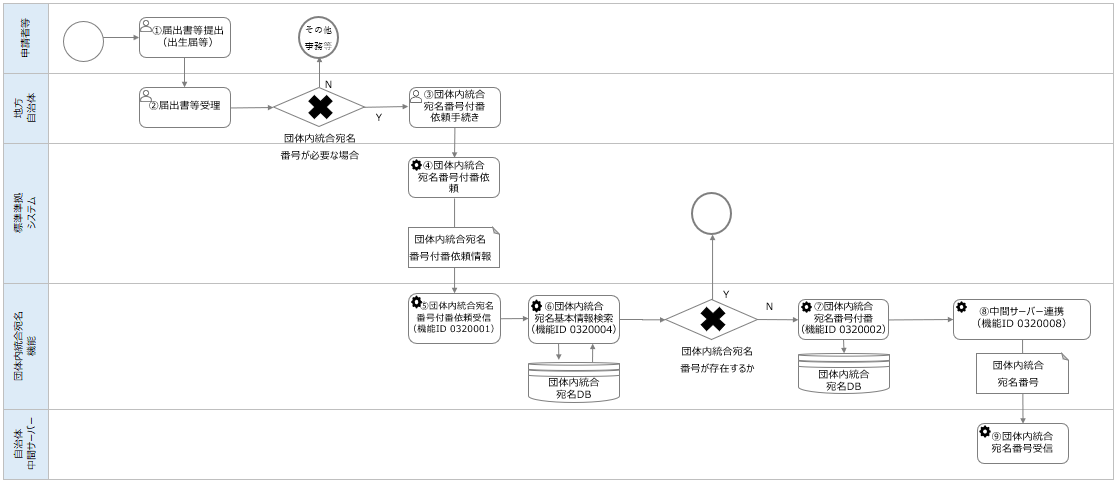 申請者等
①届出書等提出
（出生届等）
その他
事務等
地方
自治体
②届出書等受理
N
Y
団体内統合宛名
番号が必要な場合
③団体内統合
宛名番号付番
依頼手続き
標準準拠
システム
④団体内統合
宛名番号付番依
頼
団体内統合宛名
番号付番依頼情報
団体内統合宛名
機能
⑤団体内統合宛名
番号付番依頼受信
（機能ID 0320001）
⑥団体内統合
宛名基本情報検索
（機能ID 0320004）
団体内統合
宛名DB
Y
N
団体内統合宛名
番号が存在するか
⑦団体内統合
宛名番号付番
（機能ID 0320002）
団体内統合
宛名DB
⑧中間サーバー連携
（機能ID 0320008）
団体内統合
宛名番号
自治体
中間サーバー
⑨団体内統合
宛名番号受信